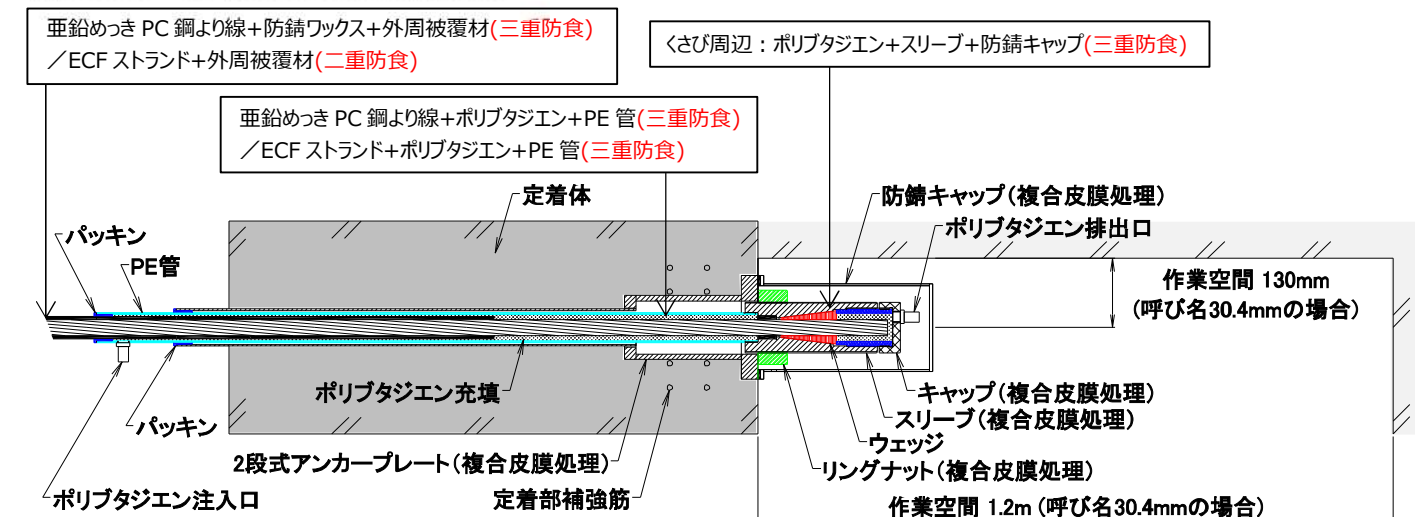 亜鉛めっき PC 鋼より線+防錆ワックス+外周被覆材(三重防食)
／ECF ストランド+外周被覆材(二重防食)
くさび周辺：ポリブタジエン+スリーブ+防錆キャップ(三重防食)
亜鉛めっき PC 鋼より線+ポリブタジエン+PE 管(三重防食)
／ECF ストランド+ポリブタジエン+PE 管(三重防食)
定着体
防錆キャップ(複合皮膜処理)
ポリブタジエン排出口
パッキン
PE管
作業空間 130mm
(呼び名30.4mmの場合)
ポリブタジエン充填
キャップ(複合皮膜処理)
スリーブ(複合皮膜処理)
パッキン
ウェッジ
2段式アンカープレート(複合皮膜処理)
リングナット(複合皮膜処理)
ポリブタジエン注入口
定着部補強筋
作業空間 1.2m (呼び名30.4mmの場合)